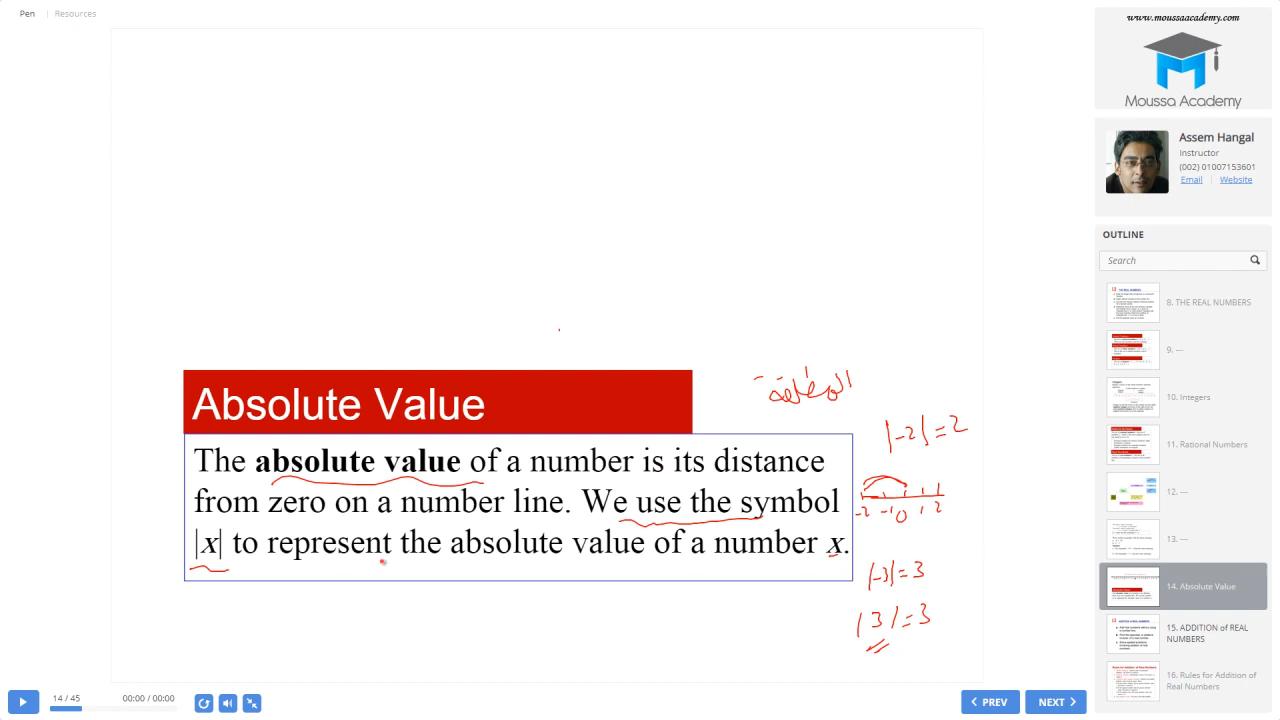 Pen
Resources
www.moussaacademy.com
Moussa Academy
Assem Hangal
Instructor
(002) 01007153601
Email
Website
OUTLINE
Search
8. THE REAL NUMBERS
9. ---
10. Integers
11. Rational Numbers
12. ---
13. ---
14. Absolute Value
15. ADDITION of REAL
NUMBERS
16. Rules for Addition of
Real Numbers
Absolute Value
The absolute value of a number is its distance
from zero on a number line. We use the symbol
|x| to represent the absolute value of a number x.
|-2|=2
-2 -1 0 1 2
|-3|=3
|3|=3
14 / 45
00:00 / 00:00
PREV
NEXT